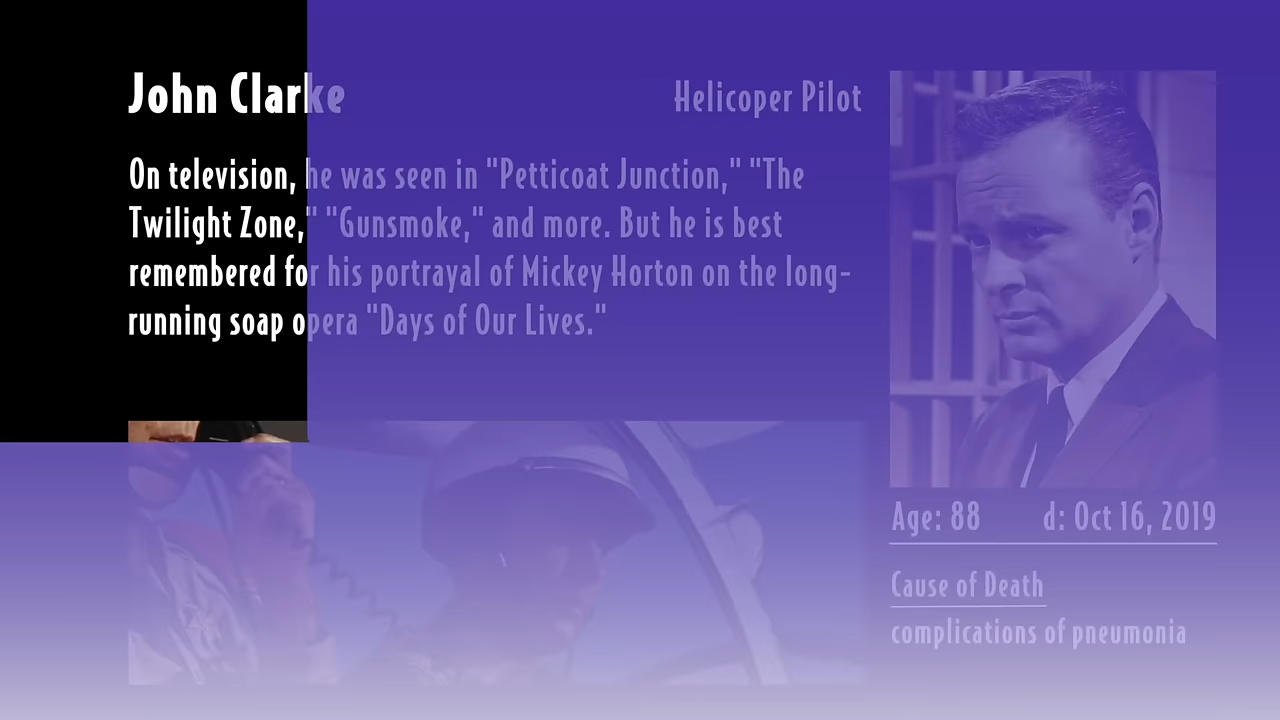 John Clarke
Helicoper Pilot
On television, he was seen in "Petticoat Junction," "The
Twilight Zone," "Gunsmoke," and more. But he is best
remembered for his portrayal of Mickey Horton on the long-
running soap opera "Days of Our Lives."
Age: 88 d: Oct 16, 2019
Cause of Death
complications of pneumonia